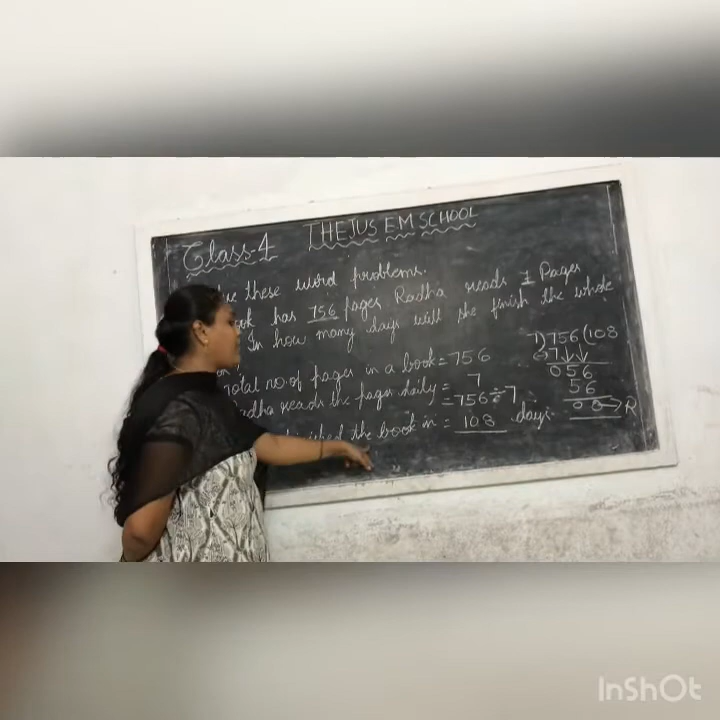 Class-4 THEJUS EM SCHOOL
these word problems.
has 756 pages Radha reads 7 Pages
In how many days will she finish the whole
Total no. of pages in a book = 756
Radha reads the pages daily = 7
= 756 ÷ 7
the book in = 108 days.
7) 756 (108
(-) 7
056
56
00 → R
InShOt